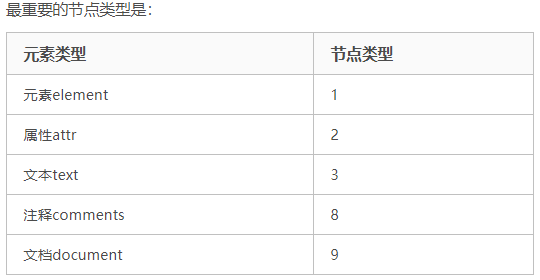 最重要的节点类型是：
元素类型 节点类型
元素element 1
属性attr 2
文本text 3
注释comments 8
文档document 9